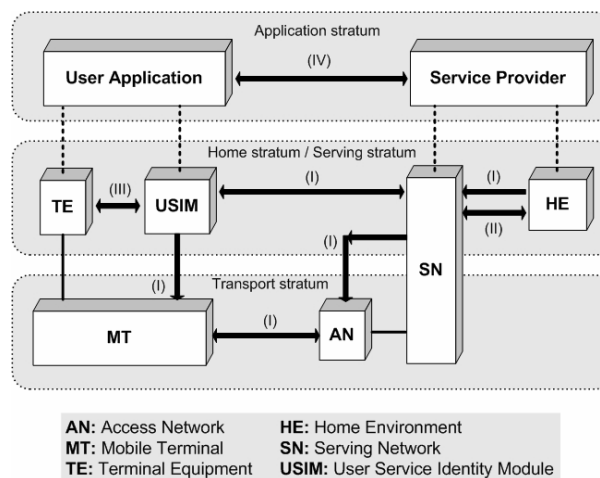 Application stratum
User Application
(IV)
Service Provider
Home stratum / Serving stratum
TE
(III)
USIM
(I)
(I)
HE
(II)
(I)
SN
(I)
Transport stratum
MT
(I)
AN
AN: Access Network
HE: Home Environment
MT: Mobile Terminal
SN: Serving Network
TE: Terminal Equipment
USIM: User Service Identity Module